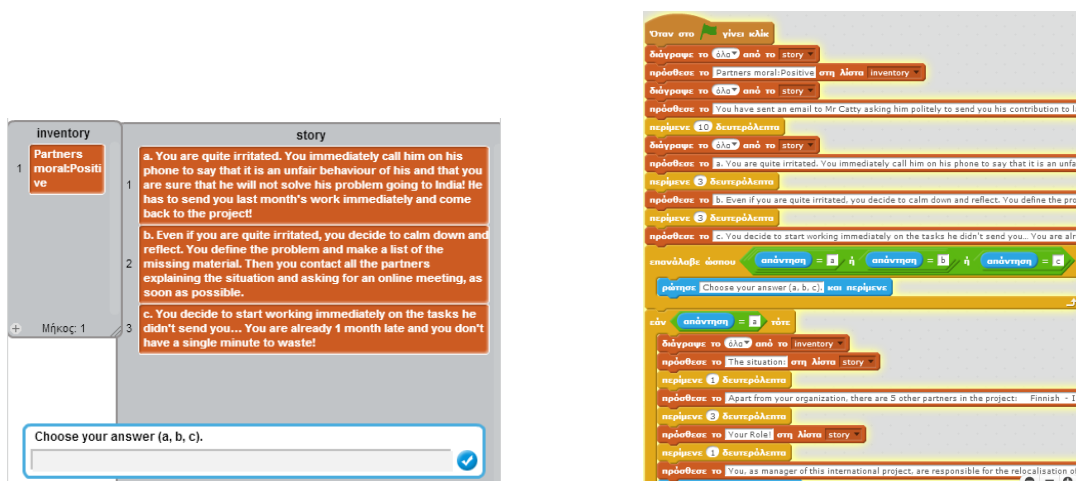 inventory
1
Partners
moral:Positi
ve
+ Μήκος: 1
story
1
a. You are quite irritated. You immediately call him on his
phone to say that it is an unfair behaviour of his and that you
are sure that he will not solve his problem going to India! He
has to send you last month's work immediately and come
back to the project!
2
b. Even if you are quite irritated, you decide to calm down and
reflect. You define the problem and make a list of the
missing material. Then you contact all the partners
explaining the situation and asking for an online meeting, as
soon as possible.
3
c. You decide to start working immediately on the tasks he
didn't send you... You are already 1 month late and you don't
have a single minute to waste!
Choose your answer (a, b, c).
Όταν στο γίνει κλικ
διάγραψε το όλα από το story
πρόσθεσε το Partners moral:Positive στη λίστα inventory
διάγραψε το όλα από το story
πρόσθεσε το You have sent an email to Mr Catty asking him politely to send you his contribution to
περίμενε 10 δευτερόλεπτα
διάγραψε το όλα από το story
πρόσθεσε το a. You are quite irritated. You immediately call him on his phone to say that it is an
περίμενε 3 δευτερόλεπτα
πρόσθεσε το b. Even if you are quite irritated, you decide to calm down and reflect. You define the
περίμενε 3 δευτερόλεπτα
πρόσθεσε το c. You decide to start working immediately on the tasks he didn't send you... You are
επανάλαβε ώσπου απάντηση = a ή απάντηση = b ή απάντηση = c
ρώτησε Choose your answer (a, b, c). και περίμενε
εάν απάντηση = a τότε
διάγραψε το όλα από το inventory
πρόσθεσε το The situation: στη λίστα story
περίμενε 1 δευτερόλεπτα
πρόσθεσε το Apart from your organization, there are 5 other partners in the project: Finnish -
περίμενε 3 δευτερόλεπτα
πρόσθεσε το Your Role! στη λίστα story
περίμενε 1 δευτερόλεπτα
πρόσθεσε το You, as manager of this international project, are responsible for the relocalisation